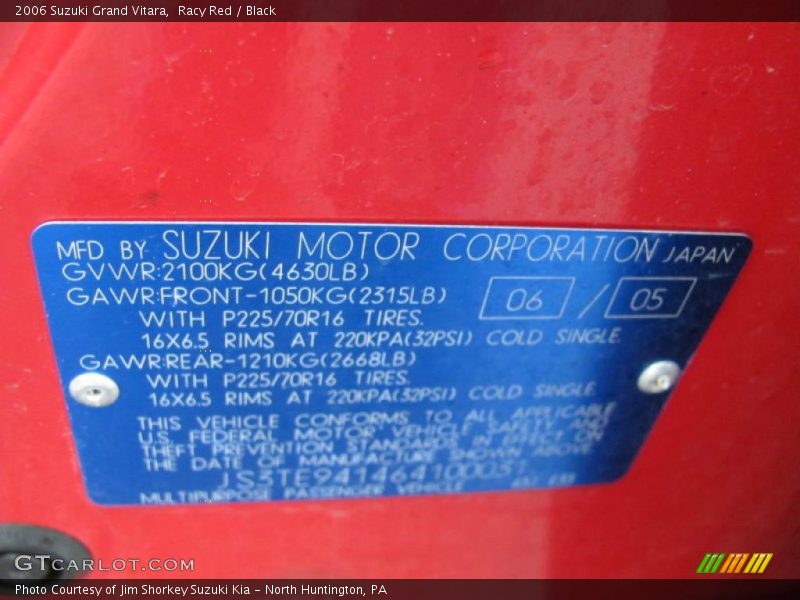 2006 Suzuki Grand Vitara,  Racy Red / Black
MFD BY SUZUKI MOTOR CORPORATION JAPAN
GVWR:2100KG(4630LB)
GAWR:FRONT-1050KG(2315LB) 06 / 05
WITH P225/70R16 TIRES.
16X6.5 RIMS AT 220KPA(32PSI) COLD SINGLE
GAWR:REAR-1210KG(2668LB)
WITH P225/70R16 TIRES.
16X6.5 RIMS AT 220KPA(32PSI) COLD SINGLE
THIS VEHICLE CONFORMS TO ALL APPLICABLE
U.S. FEDERAL MOTOR VEHICLE SAFETY AND
THEFT PREVENTION STANDARDS IN EFFECT ON
THE DATE OF MANUFACTURE SHOWN ABOVE
MULTIPURPOSE PASSENGER VEHICLE
GTCARLOT.COM
Photo Courtesy of Jim Shorkey Suzuki Kia – North Huntington, PA